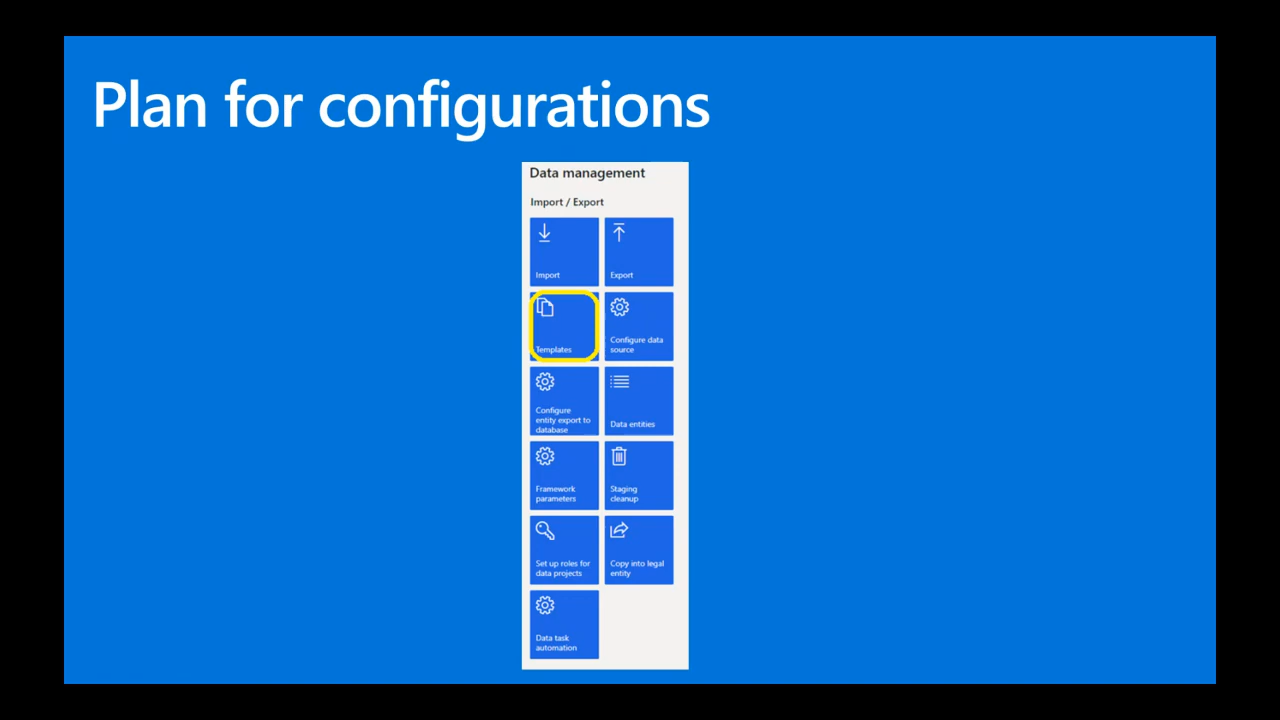 Plan for configurations
Data management
Import / Export
Import
Export
Templates
Configure data
source
Configure
entity export to
database
Data entities
Framework
parameters
Staging
cleanup
Set up roles for
data projects
Copy into legal
entity
Data task
automation